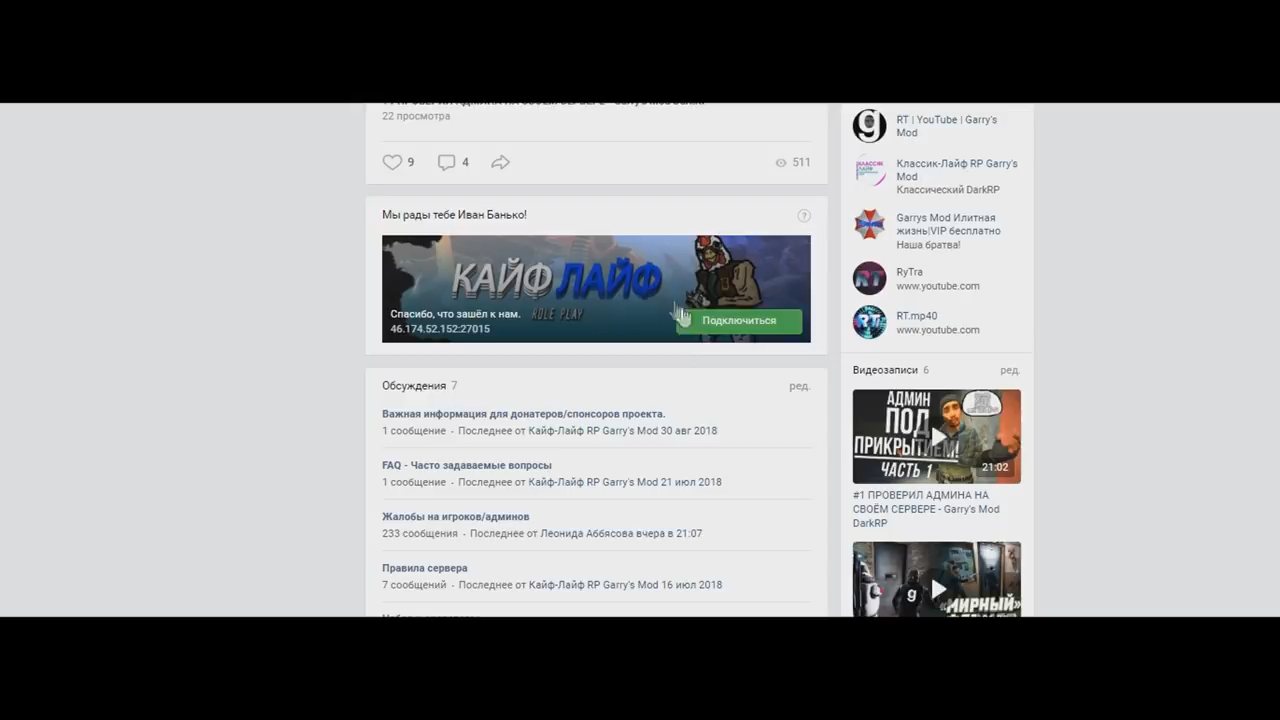 22 просмотра
9
4
511
Мы рады тебе Иван Банько!
?
КАЙФ ЛАЙФ
ROLE PLAY
Спасибо, что зашёл к нам.
46.174.52.152:27015
Подключиться
Обсуждения 7
ред.
Важная информация для донатеров/спонсоров проекта.
1 сообщение - Последнее от Кайф-Лайф RP Garry's Mod 30 авг 2018
FAQ - Часто задаваемые вопросы
1 сообщение - Последнее от Кайф-Лайф RP Garry's Mod 21 июл 2018
Жалобы на игроков/админов
233 сообщения - Последнее от Леонида Аббясова вчера в 21:07
Правила сервера
7 сообщений - Последнее от Кайф-Лайф RP Garry's Mod 16 июл 2018
g
RT | YouTube | Garry's
Mod
КЛАССИК
ЛАЙФ
Классик-Лайф RP Garry's
Mod
Классический DarkRP
Garrys Mod Илитная
жизнь|VIP бесплатно
Наша братва!
RT
RyTra
www.youtube.com
RT
RT.mp40
www.youtube.com
Видеозаписи 6
ред.
АДМИН
ПОД
ПРИКРЫТИЕМ!
ЧАСТЬ 1
21:02
#1 ПРОВЕРИЛ АДМИНА НА
СВОЁМ СЕРВЕРЕ - Garry's Mod
DarkRP
g
«МИРНЫЙ»